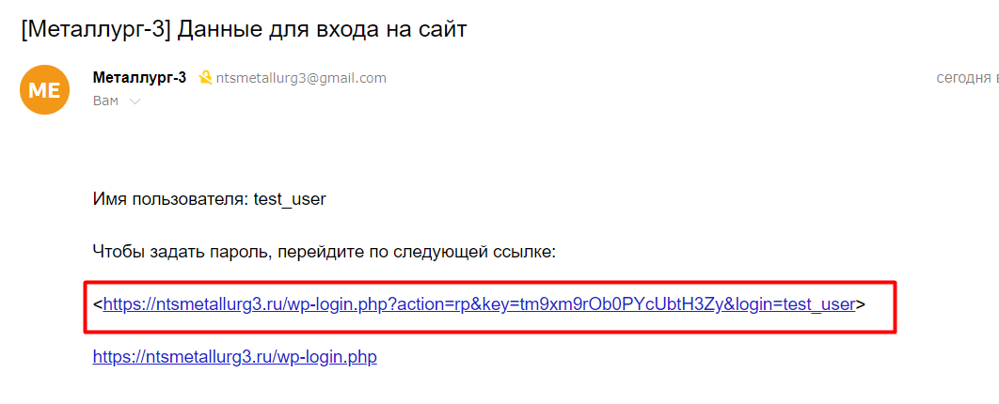 [Металлург-3] Данные для входа на сайт
ME
Металлург-3 ntsmetallurg3@gmail.com
сегодня в
Вам
Имя пользователя: test_user
Чтобы задать пароль, перейдите по следующей ссылке:
<https://ntsmetallurg3.ru/wp-login.php?action=rp&key=tm9xm9rOb0PYcUbtH3Zy&login=test_user>
https://ntsmetallurg3.ru/wp-login.php